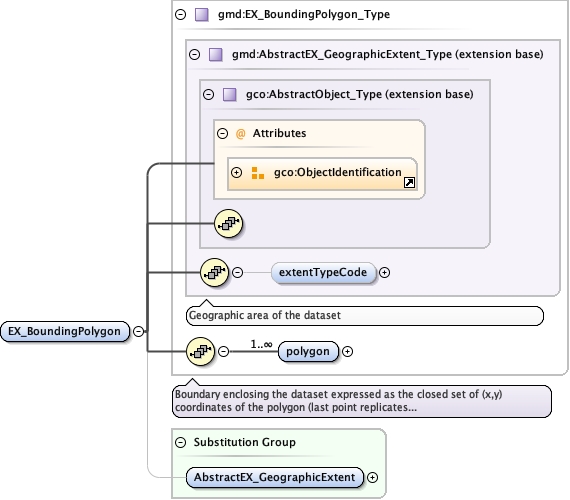 gmd:EX_BoundingPolygon_Type
gmd:AbstractEX_GeographicExtent_Type (extension base)
gco:AbstractObject_Type (extension base)
@ Attributes
gco:ObjectIdentification
extentTypeCode
Geographic area of the dataset
EX_BoundingPolygon
1..∞
polygon
Boundary enclosing the dataset expressed as the closed set of (x,y)
coordinates of the polygon (last point replicates...
Substitution Group
AbstractEX_GeographicExtent